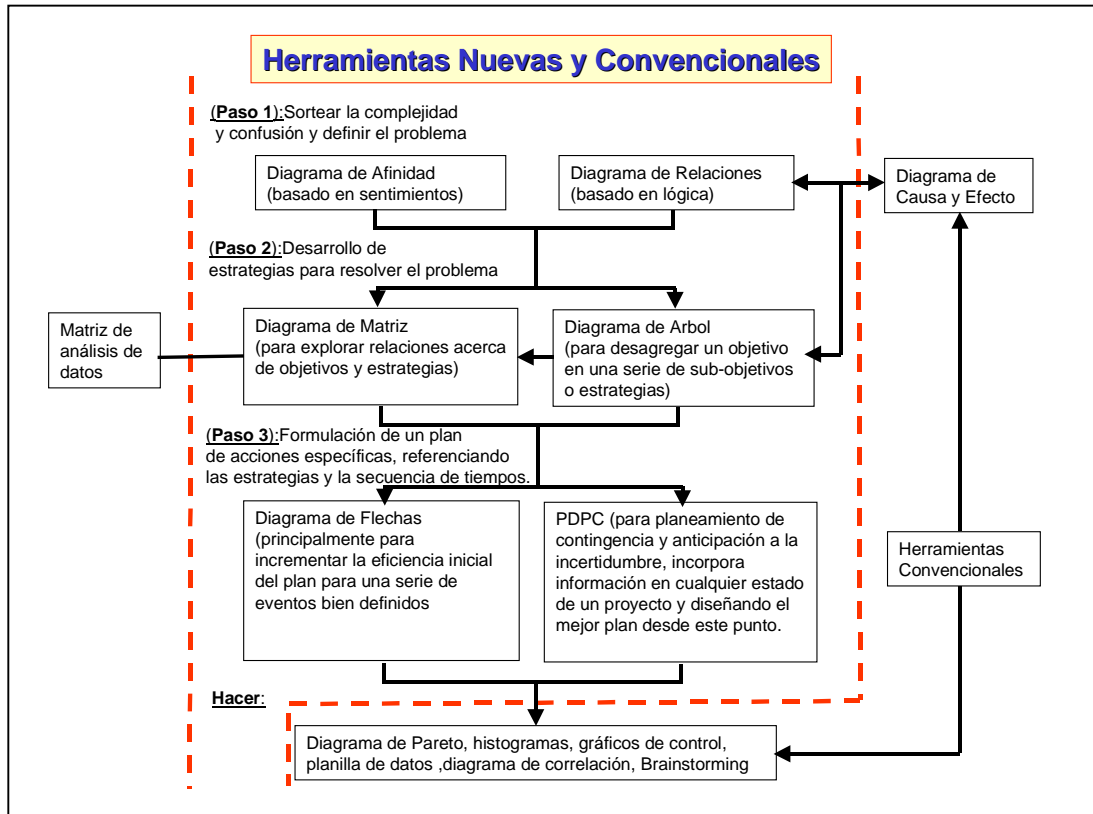 Herramientas Nuevas y Convencionales
(Paso 1):Sortear la complejidad
y confusión y definir el problema
Diagrama de Afinidad
(basado en sentimientos)
Diagrama de Relaciones
(basado en lógica)
Diagrama de
Causa y Efecto
(Paso 2):Desarrollo de
estrategias para resolver el problema
Matriz de
análisis de
datos
Diagrama de Matriz
(para explorar relaciones acerca
de objetivos y estrategias)
Diagrama de Arbol
(para desagregar un objetivo
en una serie de sub-objetivos
o estrategias)
(Paso 3):Formulación de un plan
de acciones específicas, referenciando
las estrategias y la secuencia de tiempos.
Diagrama de Flechas
(principalmente para
incrementar la eficiencia inicial
del plan para una serie de
eventos bien definidos
PDPC (para planeamiento de
contingencia y anticipación a la
incertidumbre, incorpora
información en cualquier estado
de un proyecto y diseñando el
mejor plan desde este punto.
Herramientas
Convencionales
Hacer:
Diagrama de Pareto, histogramas, gráficos de control,
planilla de datos ,diagrama de correlación, Brainstorming